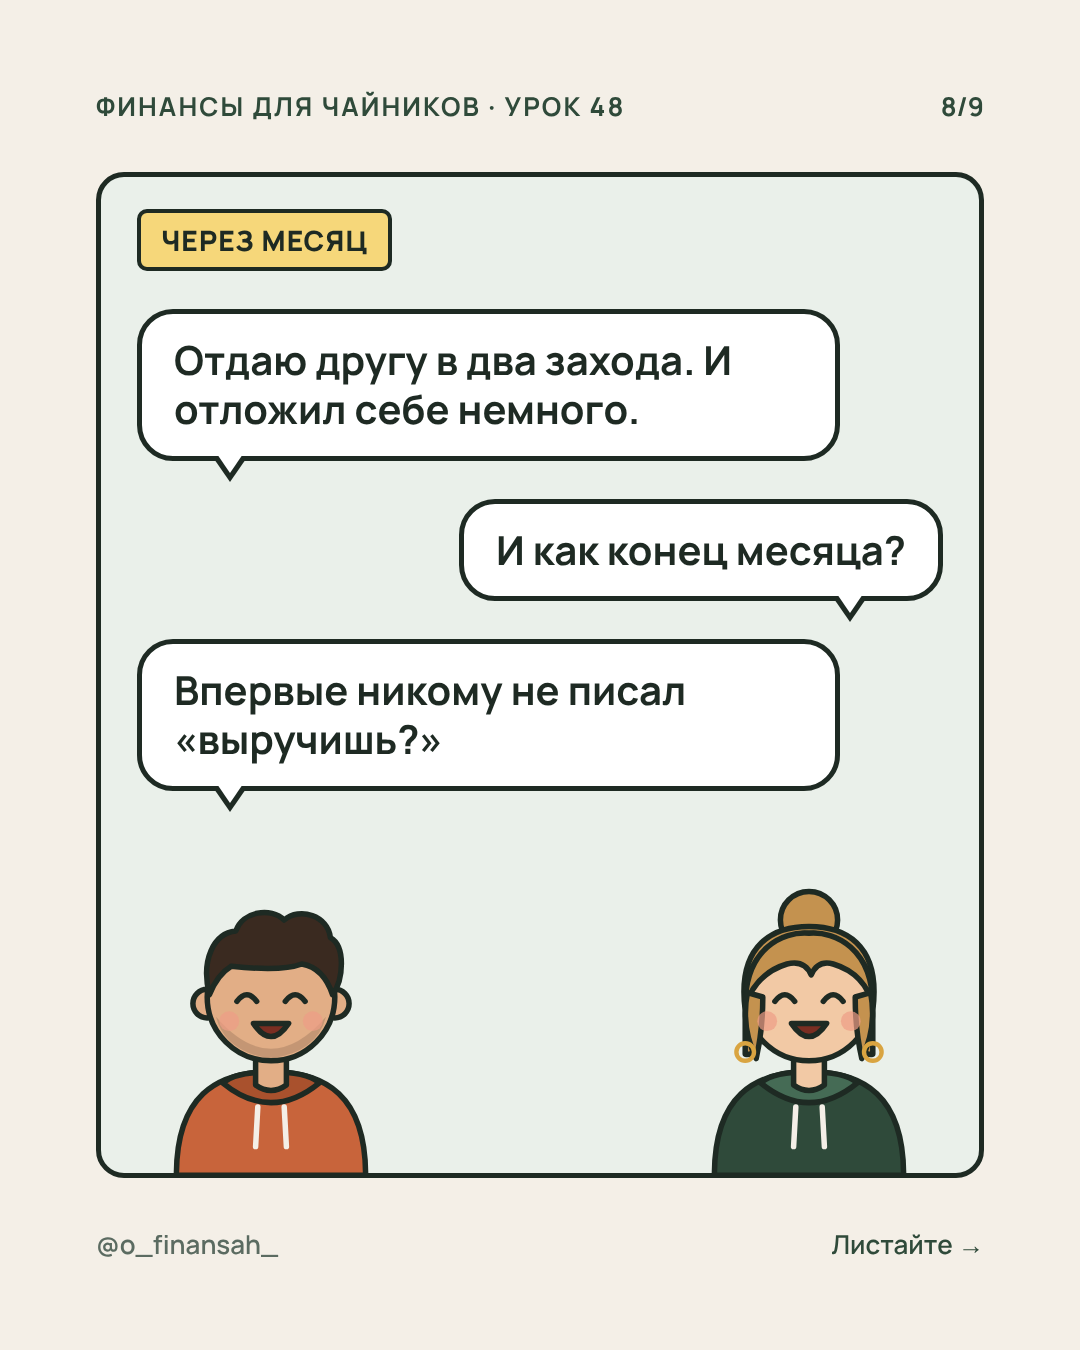 ФИНАНСЫ ДЛЯ ЧАЙНИКОВ · УРОК 48
8/9
ЧЕРЕЗ МЕСЯЦ
Отдаю другу в два захода. И
отложил себе немного.
И как конец месяца?
Впервые никому не писал
«выручишь?»
@o_finansah_
Листайте →